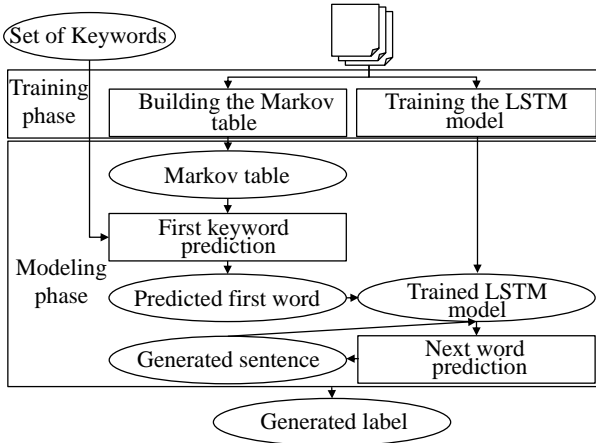 Set of Keywords
Training
phase
Building the Markov
table
Training the LSTM
model
Markov table
First keyword
prediction
Modeling
phase
Predicted first word
Trained LSTM
model
Generated sentence
Next word
prediction
Generated label